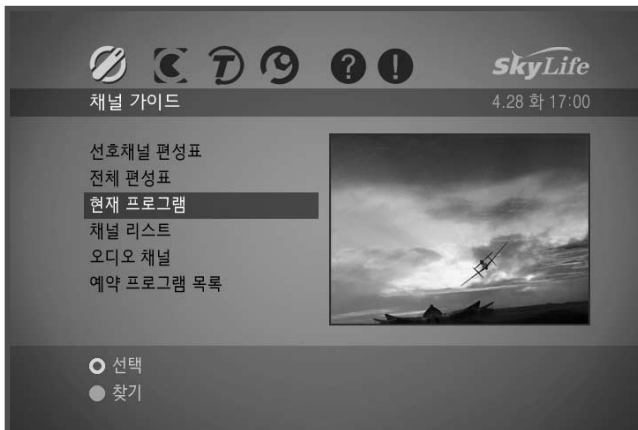 SkyLife
채널 가이드
4.28 화 17:00
선호채널 편성표
전체 편성표
현재 프로그램
채널 리스트
오디오 채널
예약 프로그램 목록
선택
찾기